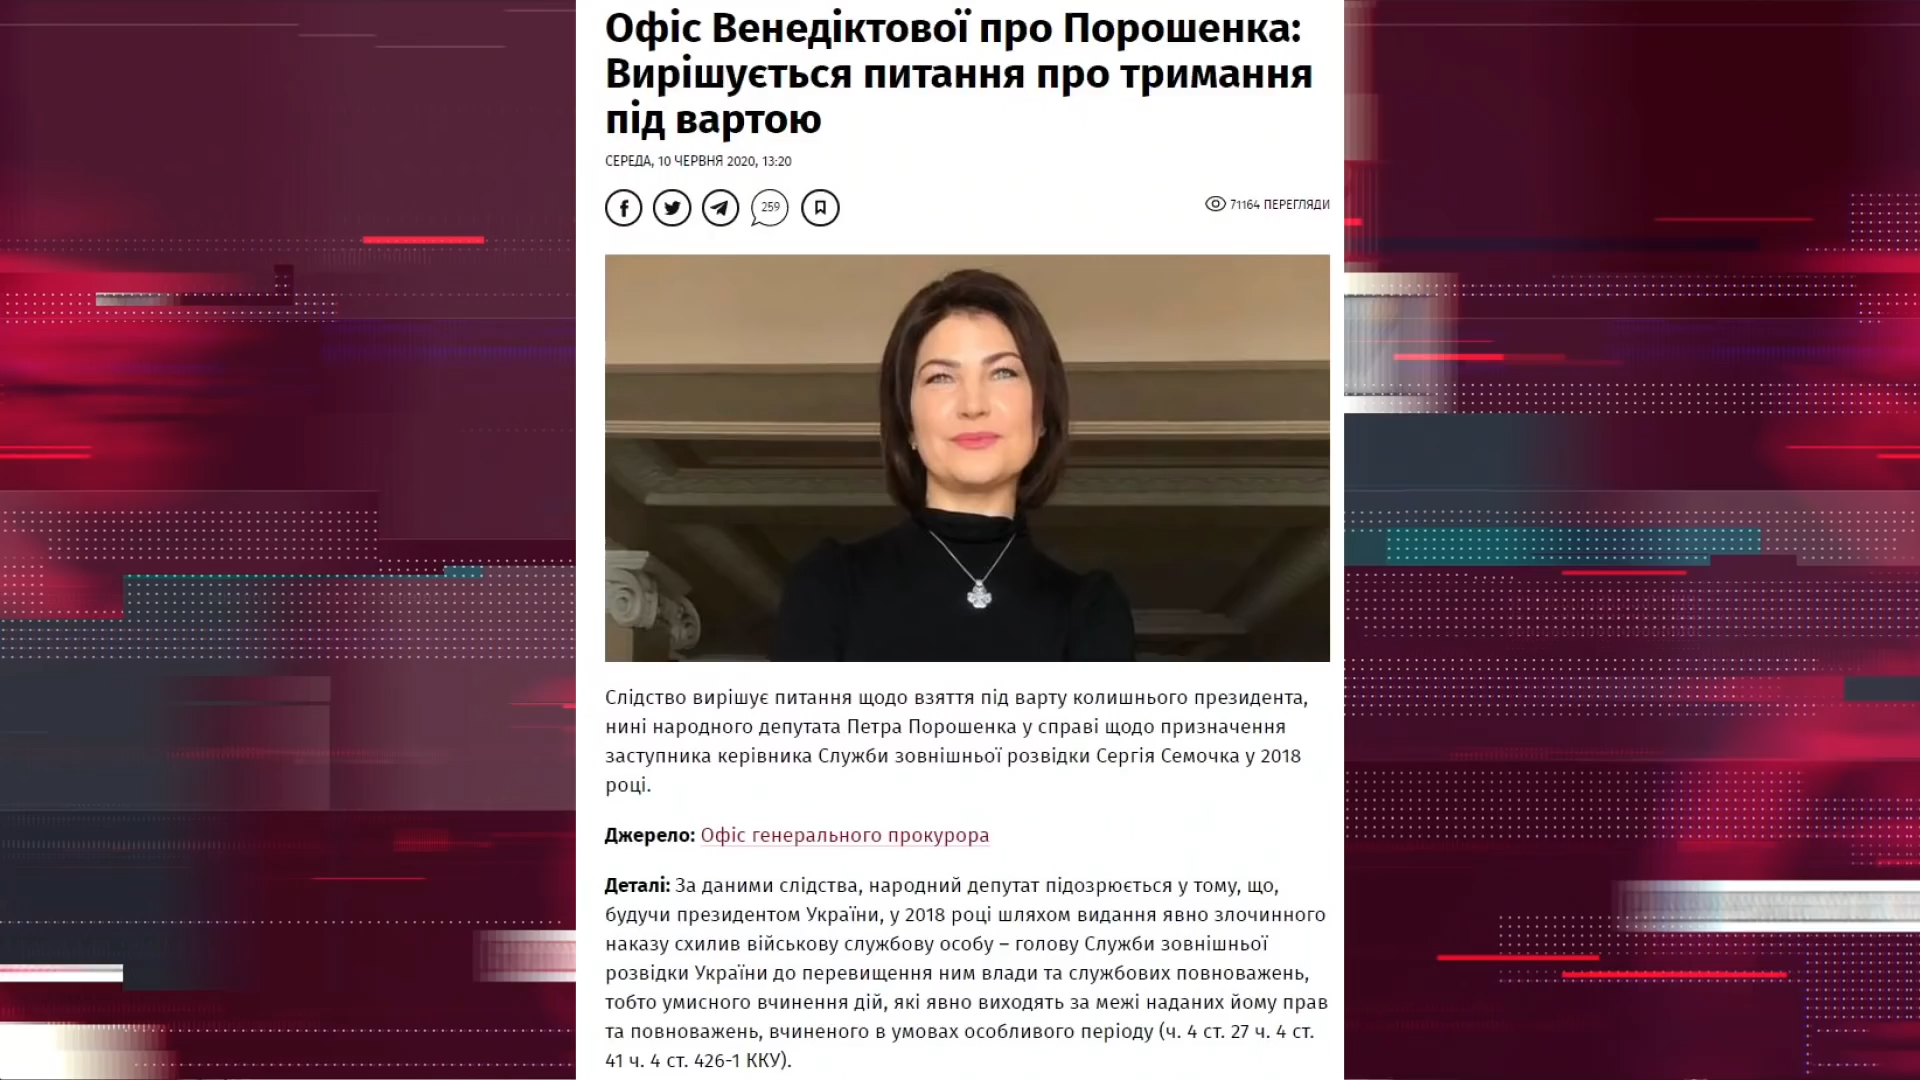 Офіс Венедіктової про Порошенка:
Вирішується питання про тримання
під вартою
СЕРЕДА, 10 ЧЕРВНЯ 2020, 13:20
259
71164 ПЕРЕГЛЯДИ
Слідство вирішує питання щодо взяття під варту колишнього президента,
нині народного депутата Петра Порошенка у справі щодо призначення
заступника керівника Служби зовнішньої розвідки Сергія Семочка у 2018
році.
Джерело: Офіс генерального прокурора
Деталі: За даними слідства, народний депутат підозрюється у тому, що,
будучи президентом України, у 2018 році шляхом видання явно злочинного
наказу схилив військову службову особу – голову Служби зовнішньої
розвідки України до перевищення ним влади та службових повноважень,
тобто умисного вчинення дій, які явно виходять за межі наданих йому прав
та повноважень, вчиненого в умовах особливого періоду (ч. 4 ст. 27 ч. 4 ст.
41 ч. 4 ст. 426-1 ККУ).